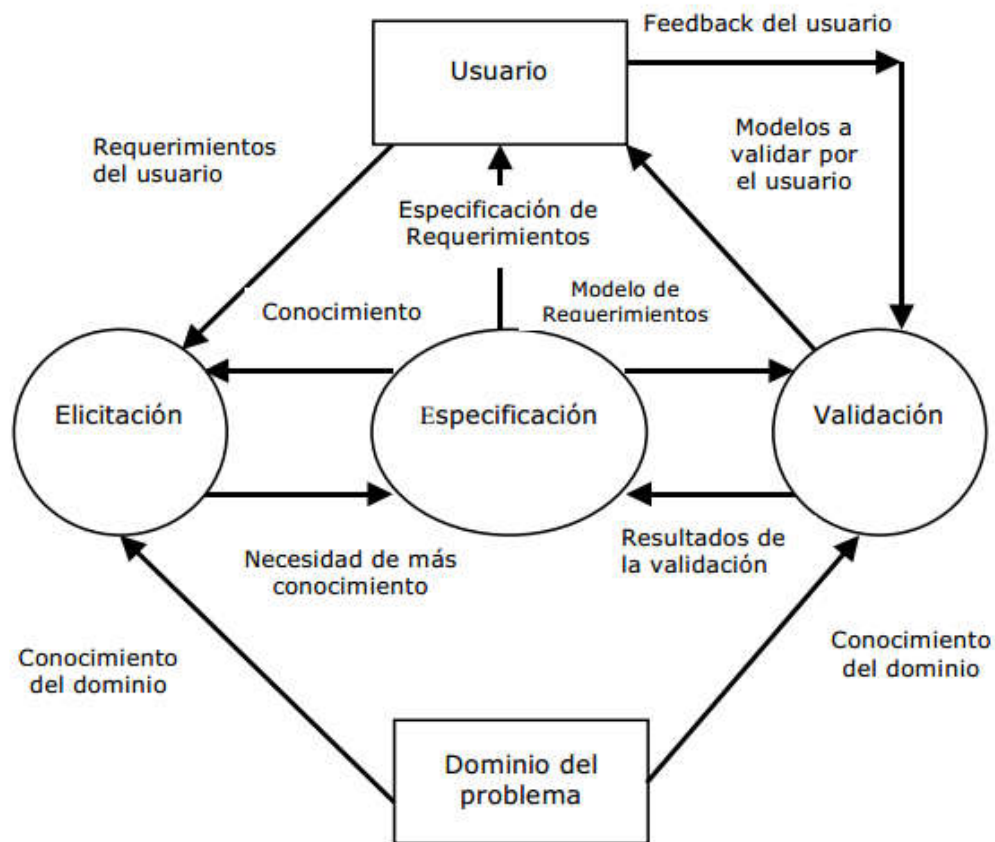 Feedback del usuario
Usuario
Requerimientos
del usuario
Modelos a
validar por
el usuario
Especificación de
Requerimientos
Conocimiento
Modelo de
Requerimientos
Elicitación
Especificación
Validación
Necesidad de más
conocimiento
Resultados de
la validación
Conocimiento
del dominio
Conocimiento
del dominio
Dominio del
problema